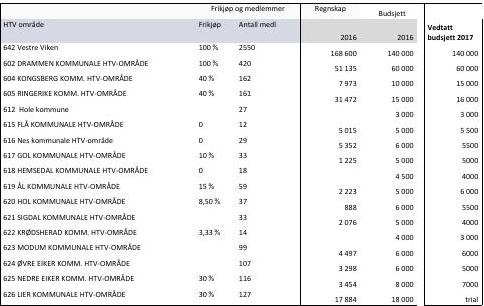 Frikjøp og medlemmer Regnskap Budsjett
HTV område Frikjøp Antall medl Vedtatt
2016 2016 budsjett 2017
642 Vestre Viken 100 % 2550 168 600 140 000 140 000
602 DRAMMEN KOMMUNALE HTV-OMRÅDE 100 % 420 51 135 60 000 60 000
604 KONGSBERG KOMM. HTV-OMRÅDE 40 % 162 7 973 10 000 15 000
605 RINGERIKE KOMM. HTV-OMRÅDE 40 % 161 31 472 15 000 16 000
612 Hole kommune 27 3 000 3 000
615 FLÅ KOMMUNALE HTV-OMRÅDE 0 12 5 015 5 000 5 500
616 Nes kommunale HTV-område 0 29 5 352 6 000 5500
617 GOL KOMMUNALE HTV-OMRÅDE 10 % 33 1 225 5 000 5000
618 HEMSEDAL KOMMUNALE HTV-OMRÅDE 0 18 4 500 4000
619 ÅL KOMMUNALE HTV-OMRÅDE 15 % 59 2 223 5 000 6 000
620 HOL KOMMUNALE HTV-OMRÅDE 8,50 % 37 888 6 000 5500
621 SIGDAL KOMMUNALE HTV-OMRÅDE 33 2 076 5 000 4000
622 KRØDSHERAD KOMM. HTV-OMRÅDE 3,33 % 14 4 000 3 000
623 MODUM KOMMUNALE HTV-OMRÅDE 99 4 497 6 000 6000
624 ØVRE EIKER KOMM. HTV-OMRÅDE 107 3 298 6 000 5000
625 NEDRE EIKER KOMM. HTV-OMRÅDE 30 % 116 3 454 8 000 7000
626 LIER KOMMUNALE HTV-OMRÅDE 30 % 127 17 884 18 000 trial